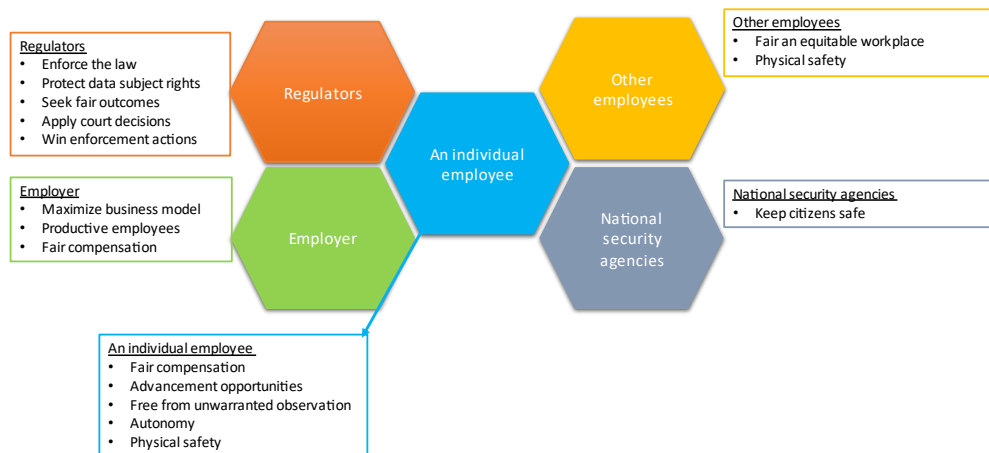 Regulators
• Enforce the law
• Protect data subject rights
• Seek fair outcomes
• Apply court decisions
• Win enforcement actions
Employer
• Maximize business model
• Productive employees
• Fair compensation
Regulators
Employer
An individual
employee
Other
employees
National
security
agencies
Other employees
• Fair an equitable workplace
• Physical safety
National security agencies
• Keep citizens safe
An individual employee
• Fair compensation
• Advancement opportunities
• Free from unwarranted observation
• Autonomy
• Physical safety